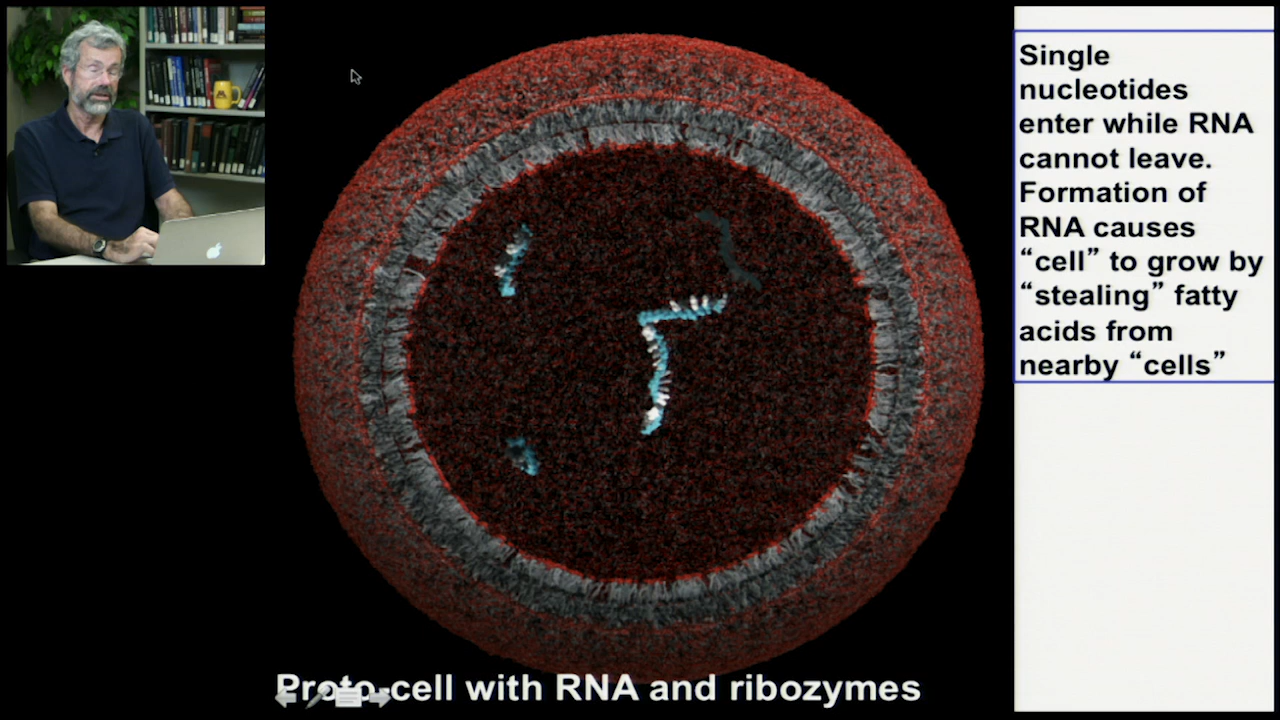 Single
nucleotides
enter while RNA
cannot leave.
Formation of
RNA causes
“cell” to grow by
“stealing” fatty
acids from
nearby “cells”
Proto-cell with RNA and ribozymes